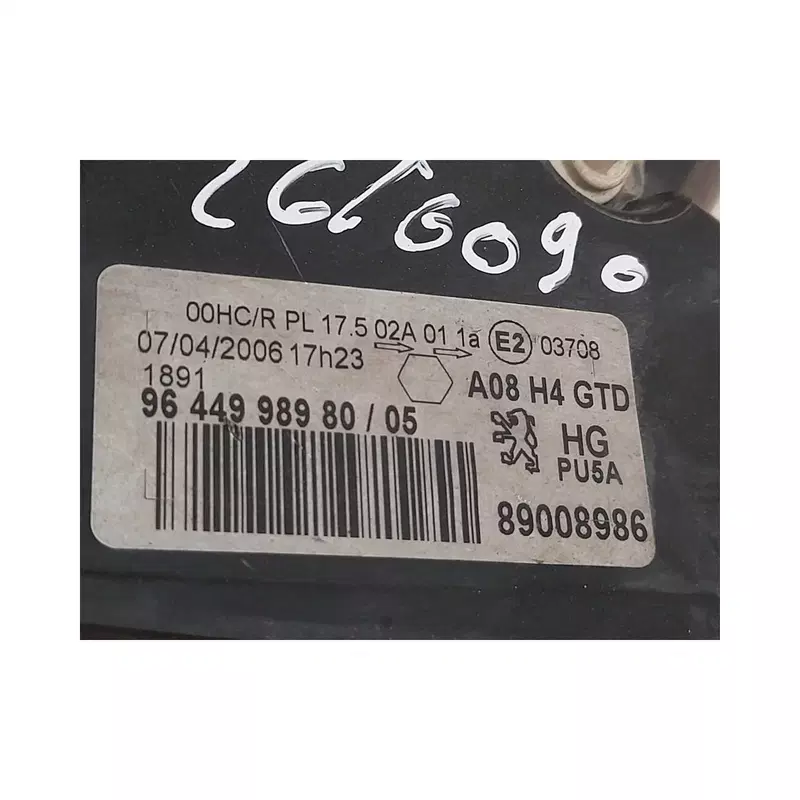 2616090
00HC/R PL 17.5 02A 01 1a E2 03708
07/04/2006 17h23
1891
A08 H4 GTD
96 449 989 80 / 05
HG
PU5A
89008986